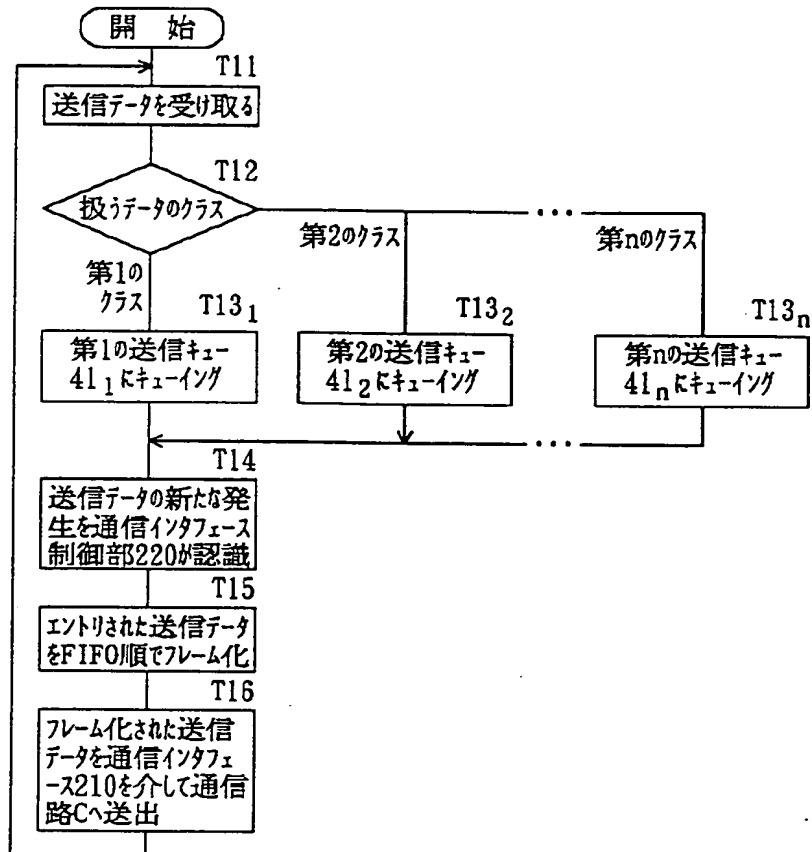 開 始
T11
送信データを受け取る
T12
扱うデータのクラス
第1の
クラス
第2のクラス
...
第nのクラス
T13₁
第1の送信キュー
41₁にキューイング
T13₂
第2の送信キュー
41₂にキューイング
T13ₙ
第nの送信キュー
41ₙにキューイング
...
T14
送信データの新たな発
生を通信インタフェース
制御部220が認識
T15
エントリされた送信データ
をFIFO順でフレーム化
T16
フレーム化された送信
データを通信インタフェ
ース210を介して通信
路Cへ送出